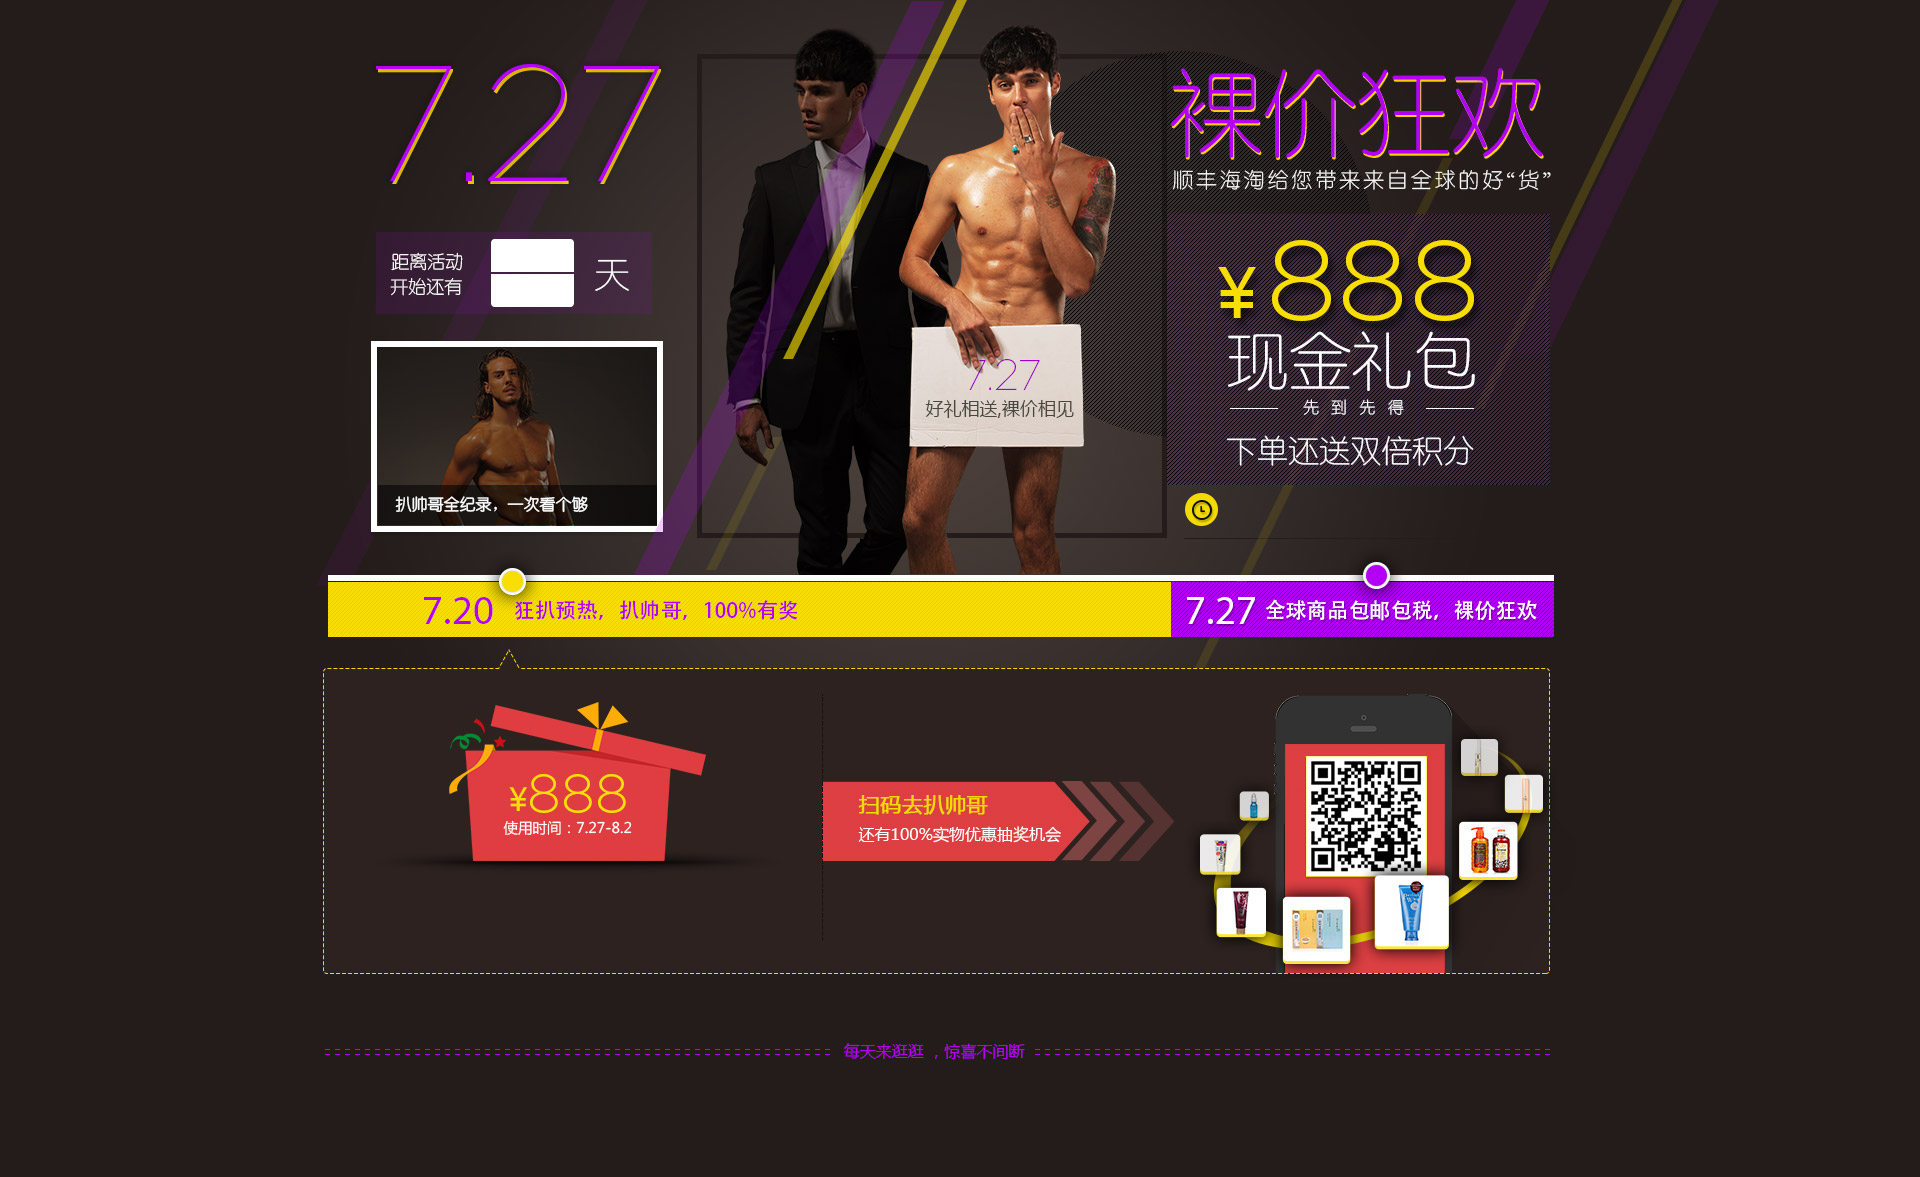 7.27
距离活动
开始还有
天
扒帅哥全纪录，一次看个够
7.27
好礼相送,裸价相见
裸价狂欢
顺丰海淘给您带来来自全球的好“货”
¥888
现金礼包
先到先得
下单还送双倍积分
7.20 狂扒预热，扒帅哥，100%有奖
7.27 全球商品包邮包税，裸价狂欢
¥888
使用时间：7.27-8.2
扫码去扒帅哥
还有100%实物优惠抽奖机会
每天来逛逛 ，惊喜不间断